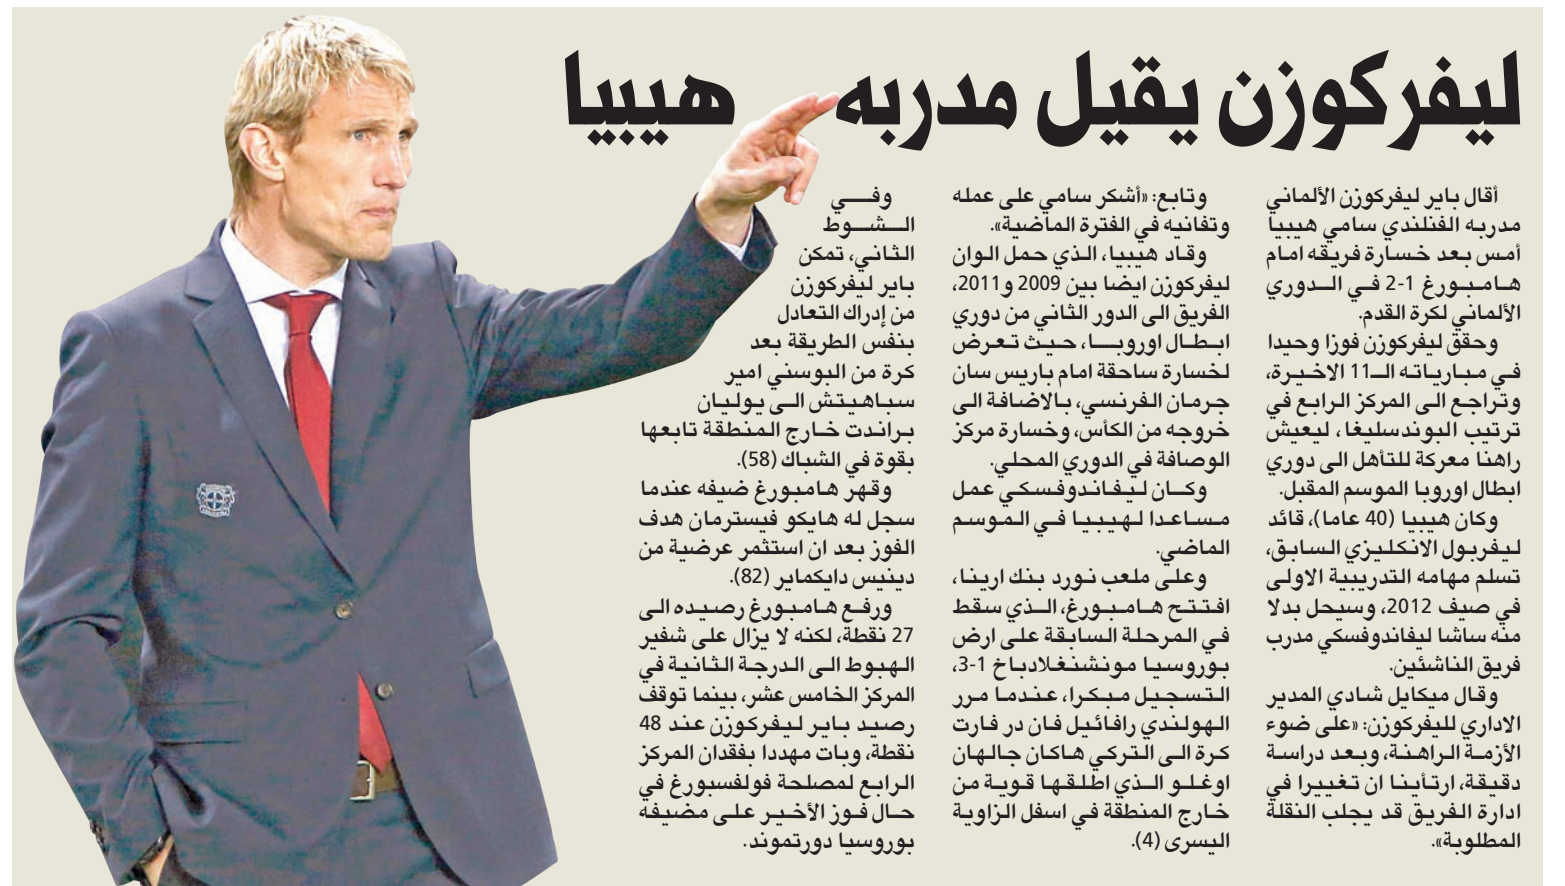 ليفركوزن يقيل مدربه هيبيا
أقال باير ليفركوزن الألماني
مدربه الفنلندي سامي هيبيا
أمس بعد خسارة فريقه امام
هامبورغ 1-2 في الدوري
الألماني لكرة القدم.
وحقق ليفركوزن فوزا وحيدا
في مبارياته الـ11 الاخيرة،
وتراجع الى المركز الرابع في
ترتيب البوندسليغا، ليعيش
راهنا معركة للتأهل الى دوري
ابطال اوروبا الموسم المقبل.
وكان هيبيا (40 عاما)، قائد
ليفربول الانكليزي السابق،
تسلم مهامه التدريبية الاولى
في صيف 2012، وسيحل بدلا
منه ساشا ليفاندوفسكي مدرب
فريق الناشئين.
وقال ميكايل شادي المدير
الاداري لليفركوزن: «على ضوء
الأزمة الراهنة، وبعد دراسة
دقيقة، ارتأينا ان تغييرا في
ادارة الفريق قد يجلب النقلة
المطلوبة».
وتابع: «أشكر سامي على عمله
وتفانيه في الفترة الماضية».
وقاد هيبيا، الذي حمل الوان
ليفركوزن ايضا بين 2009 و2011،
الفريق الى الدور الثاني من دوري
ابطال اوروبا، حيث تعرض
لخسارة ساحقة امام باريس سان
جرمان الفرنسي، بالاضافة الى
خروجه من الكأس، وخسارة مركز
الوصافة في الدوري المحلي.
وكان ليفاندوفسكي عمل
مساعدا لهيبيا في الموسم
الماضي.
وعلى ملعب نورد بنك ارينا،
افتتح هامبورغ، الذي سقط
في المرحلة السابقة على ارض
بوروسيا مونشنغلادباخ 1-3،
التسجيل مبكرا، عندما مرر
الهولندي رافائيل فان در فارت
كرة الى التركي هاكان جالهان
اوغلو الذي اطلقها قوية من
خارج المنطقة في اسفل الزاوية
اليسرى (4).
وفي
الشوط
الثاني، تمكن
باير ليفركوزن
من إدراك التعادل
بنفس الطريقة بعد
كرة من البوسني امير
سباهيتش الى يوليان
براندت خارج المنطقة تابعها
بقوة في الشباك (58).
وقهر هامبورغ ضيفه عندما
سجل له هايكو فيسترمان هدف
الفوز بعد ان استثمر عرضية من
دينيس دايكماير (82).
ورفع هامبورغ رصيده الى
27 نقطة، لكنه لا يزال على شفير
الهبوط الى الدرجة الثانية في
المركز الخامس عشر، بينما توقف
رصيد باير ليفركوزن عند 48
نقطة، وبات مهددا بفقدان المركز
الرابع لمصلحة فولفسبورغ في
حال فوز الأخير على مضيفه
بوروسيا دورتموند.